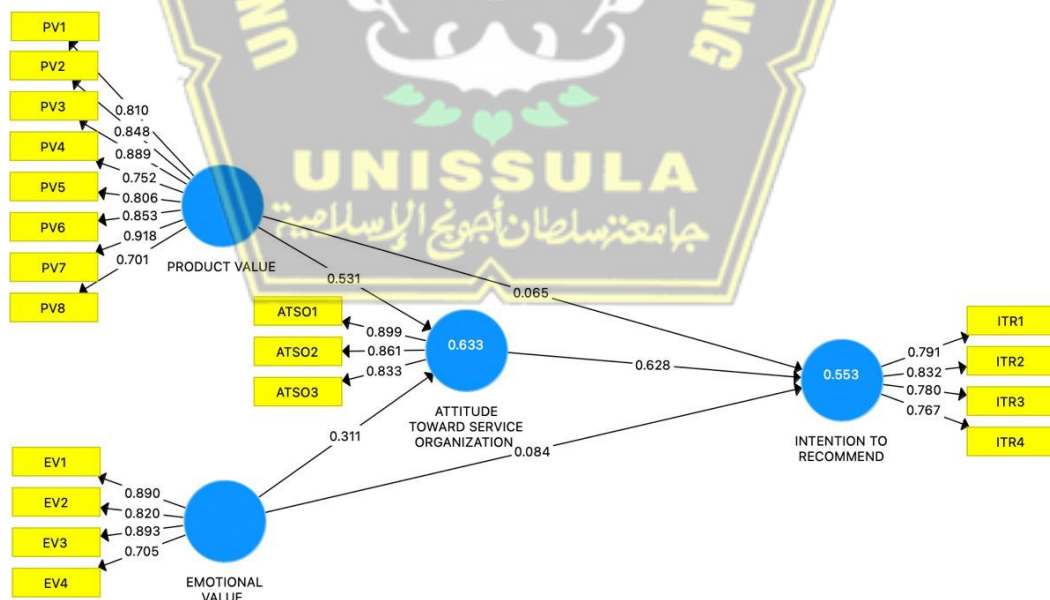 UN
NG
UNISSULA
جامعة سلطان أجونج الإسلامية
PV1
PV2
PV3
PV4
PV5
PV6
PV7
PV8
0.810
0.848
0.889
0.752
0.806
0.853
0.918
0.701
PRODUCT VALUE
0.531
0.065
ATSO1
ATSO2
ATSO3
0.899
0.861
0.833
0.633
ATTITUDE
TOWARD SERVICE
ORGANIZATION
0.628
0.553
INTENTION TO
RECOMMEND
0.791
0.832
0.780
0.767
ITR1
ITR2
ITR3
ITR4
0.311
0.084
EV1
EV2
EV3
EV4
0.890
0.820
0.893
0.705
EMOTIONAL
VALUE